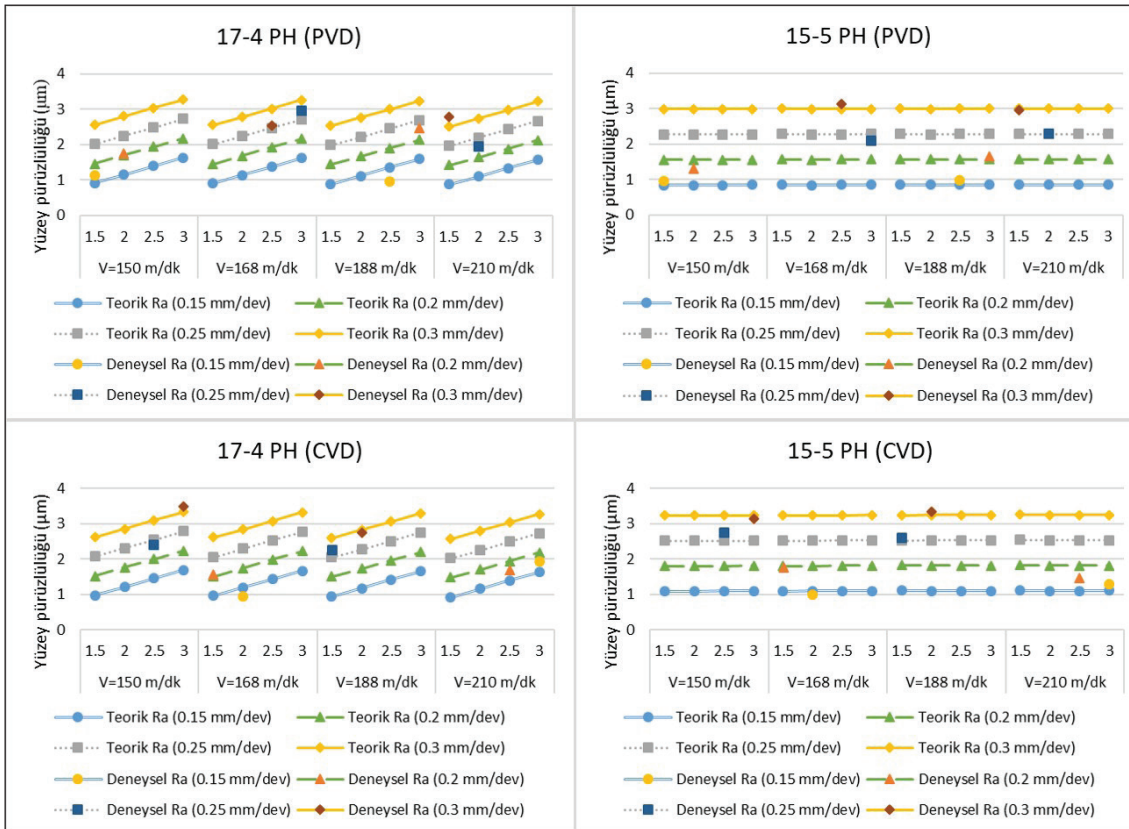 17-4 PH (PVD)
Yüzey pürüzlülüğü (µm)
4
3
2
1
0
1.5 2 2.5 3 1.5 2 2.5 3 1.5 2 2.5 3 1.5 2 2.5 3
V=150 m/dk V=168 m/dk V=188 m/dk V=210 m/dk
Teorik Ra (0.15 mm/dev) Teorik Ra (0.2 mm/dev)
Teorik Ra (0.25 mm/dev) Teorik Ra (0.3 mm/dev)
Deneysel Ra (0.15 mm/dev) Deneysel Ra (0.2 mm/dev)
Deneysel Ra (0.25 mm/dev) Deneysel Ra (0.3 mm/dev)
15-5 PH (PVD)
Yüzey pürüzlülüğü (µm)
4
3
2
1
0
1.5 2 2.5 3 1.5 2 2.5 3 1.5 2 2.5 3 1.5 2 2.5 3
V=150 m/dk V=168 m/dk V=188 m/dk V=210 m/dk
Teorik Ra (0.15 mm/dev) Teorik Ra (0.2 mm/dev)
Teorik Ra (0.25 mm/dev) Teorik Ra (0.3 mm/dev)
Deneysel Ra (0.15 mm/dev) Deneysel Ra (0.2 mm/dev)
Deneysel Ra (0.25 mm/dev) Deneysel Ra (0.3 mm/dev)
17-4 PH (CVD)
Yüzey pürüzlülüğü (µm)
4
3
2
1
0
1.5 2 2.5 3 1.5 2 2.5 3 1.5 2 2.5 3 1.5 2 2.5 3
V=150 m/dk V=168 m/dk V=188 m/dk V=210 m/dk
Teorik Ra (0.15 mm/dev) Teorik Ra (0.2 mm/dev)
Teorik Ra (0.25 mm/dev) Teorik Ra (0.3 mm/dev)
Deneysel Ra (0.15 mm/dev) Deneysel Ra (0.2 mm/dev)
Deneysel Ra (0.25 mm/dev) Deneysel Ra (0.3 mm/dev)
15-5 PH (CVD)
Yüzey pürüzlülüğü (µm)
4
3
2
1
0
1.5 2 2.5 3 1.5 2 2.5 3 1.5 2 2.5 3 1.5 2 2.5 3
V=150 m/dk V=168 m/dk V=188 m/dk V=210 m/dk
Teorik Ra (0.15 mm/dev) Teorik Ra (0.2 mm/dev)
Teorik Ra (0.25 mm/dev) Teorik Ra (0.3 mm/dev)
Deneysel Ra (0.15 mm/dev) Deneysel Ra (0.2 mm/dev)
Deneysel Ra (0.25 mm/dev) Deneysel Ra (0.3 mm/dev)